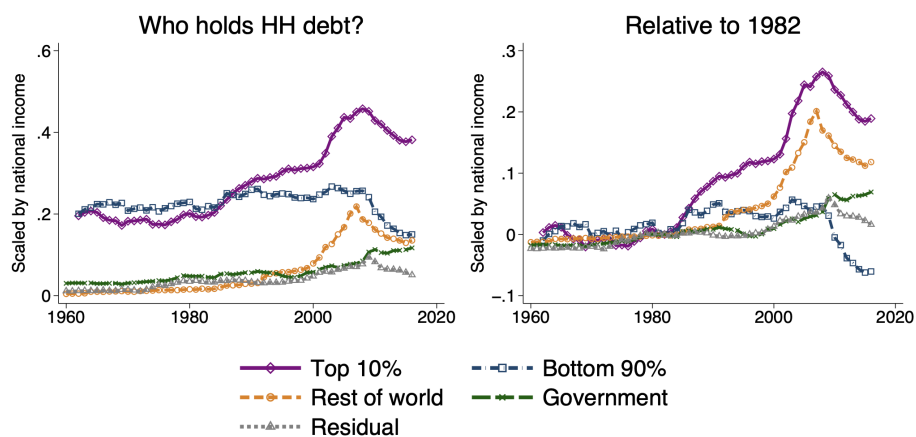 Who holds HH debt?
Scaled by national income
.6
.4
.2
0
1960
1980
2000
2020
Relative to 1982
Scaled by national income
.3
.2
.1
0
-.1
1960
1980
2000
2020
Top 10%
Bottom 90%
Rest of world
Government
Residual